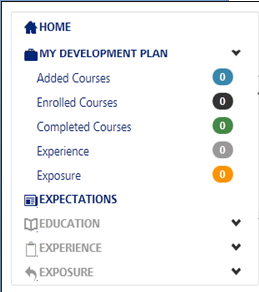 HOME
MY DEVELOPMENT PLAN
Added Courses 0
Enrolled Courses 0
Completed Courses 0
Experience 0
Exposure 0
EXPECTATIONS
EDUCATION
EXPERIENCE
EXPOSURE